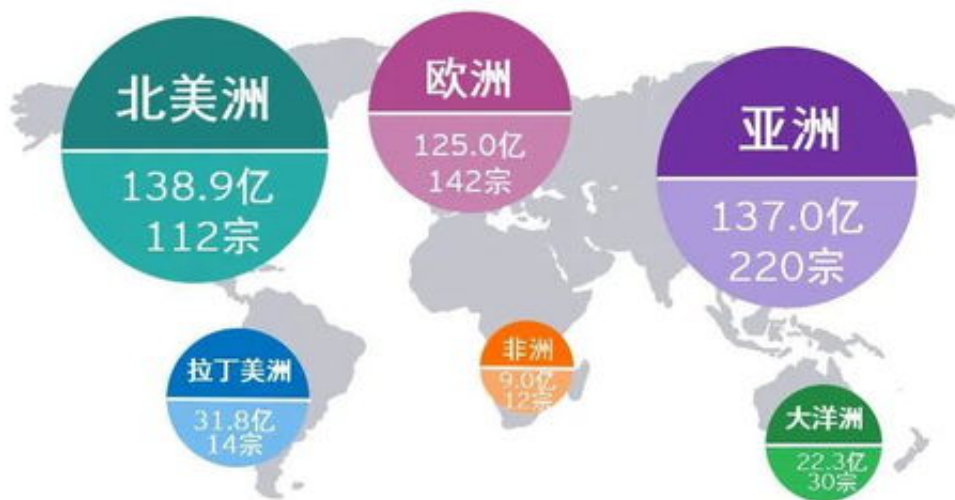 北美洲
138.9亿
112宗
欧洲
125.0亿
142宗
亚洲
137.0亿
220宗
拉丁美洲
31.8亿
14宗
非洲
9.0亿
12宗
大洋洲
22.3亿
30宗